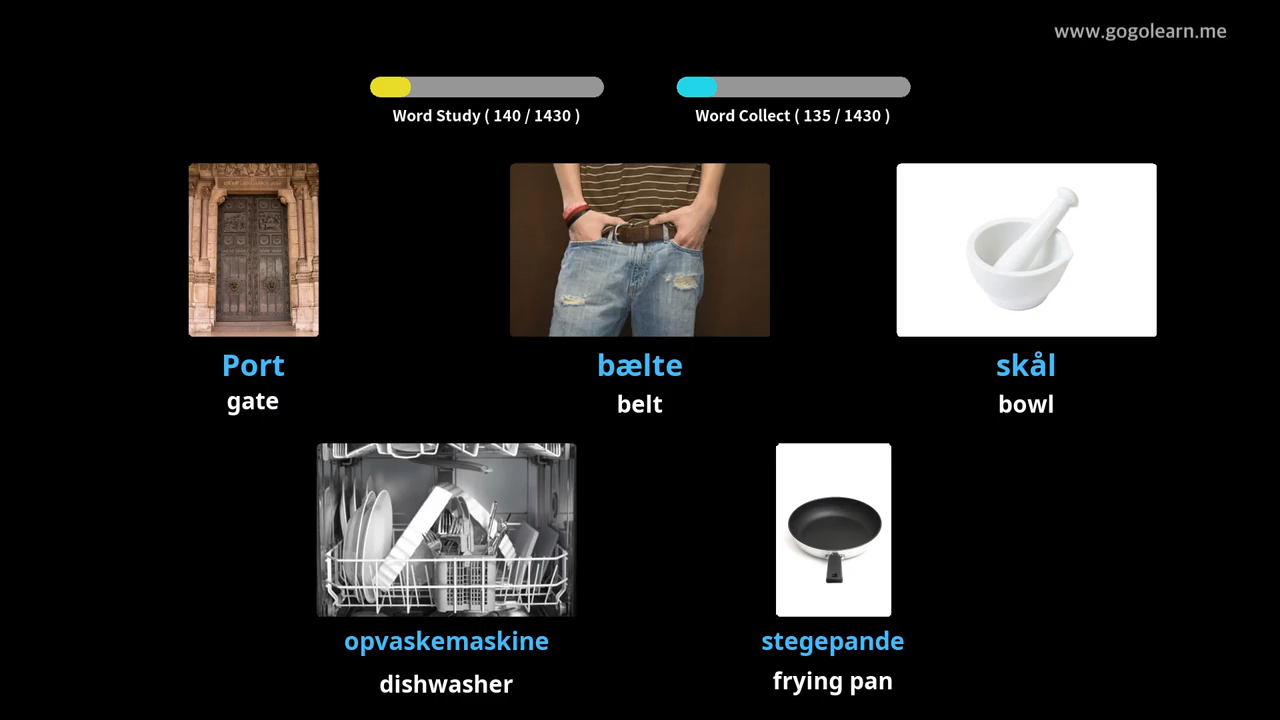 www.gogolearn.me
Word Study ( 140 / 1430 )
Word Collect ( 135 / 1430 )
Port
bælte
skål
gate
belt
bowl
opvaskemaskine
stegepande
dishwasher
frying pan